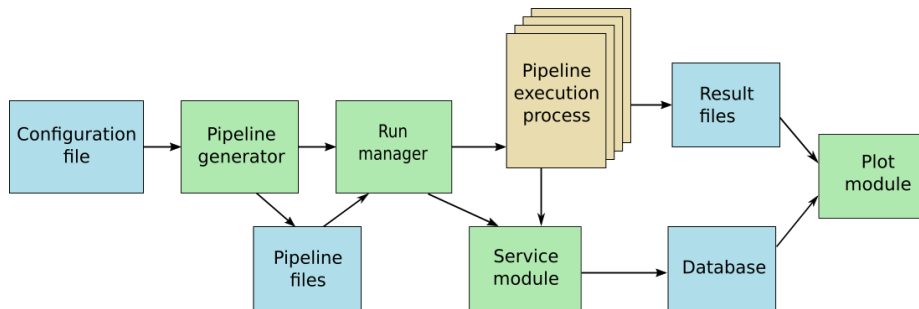 Configuration
file
Pipeline
generator
Run
manager
Pipeline
execution
process
Result
files
Plot
module
Pipeline
files
Service
module
Database